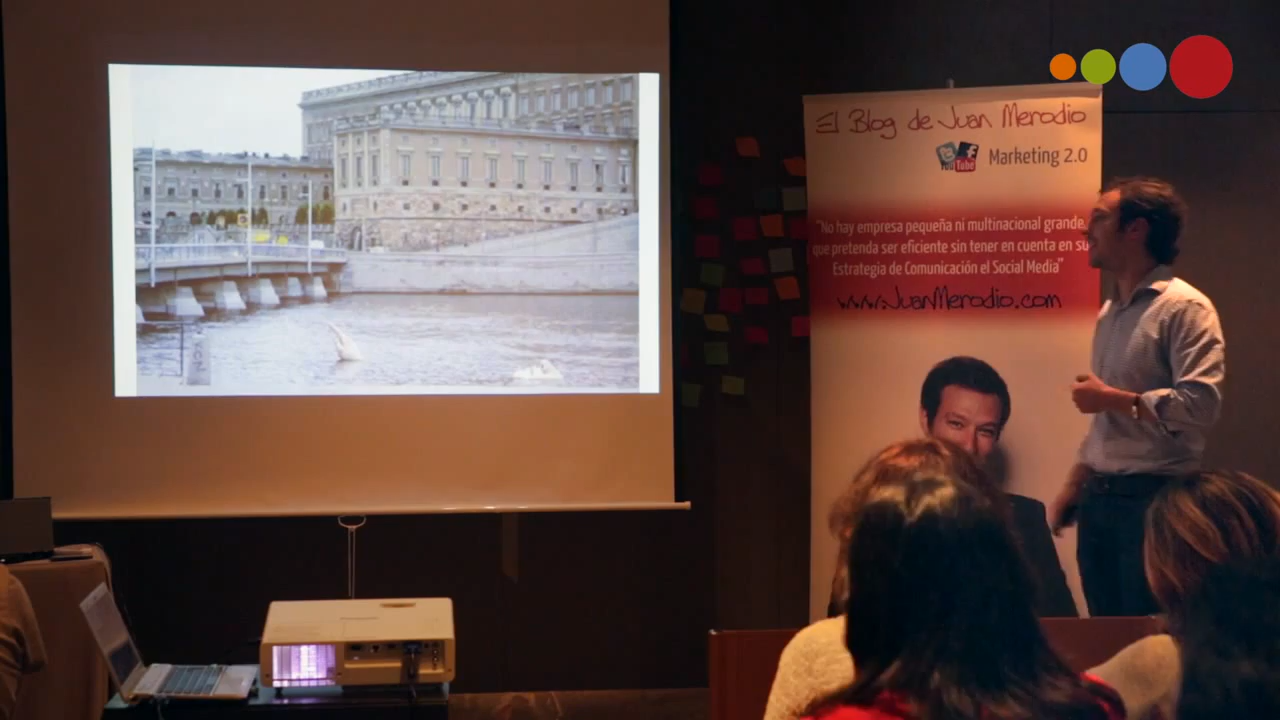 El Blog de Juan Merodio
YouTube
Marketing 2.0
"No hay empresa pequeña ni multinacional grande,
que pretenda ser eficiente sin tener en cuenta en su
Estrategia de Comunicación el Social Media"
www.JuanMerodio.com